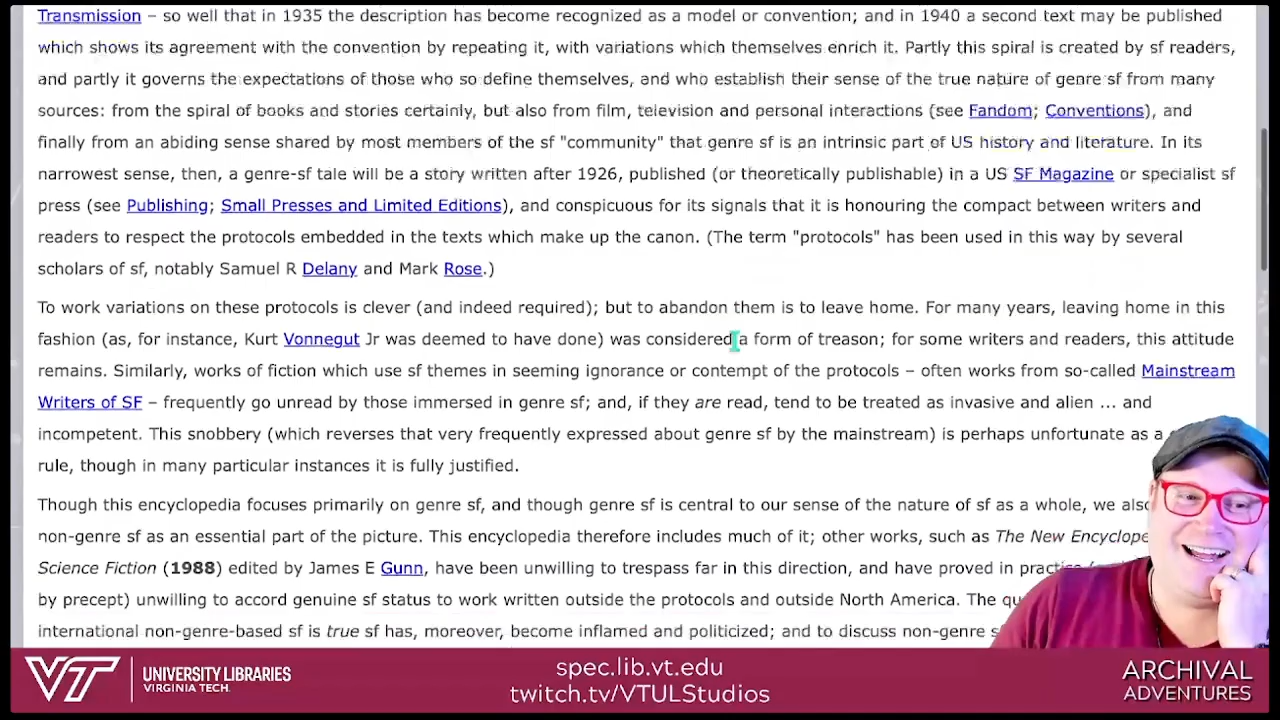 Transmission – so well that in 1935 the description has become recognized as a model or convention; and in 1940 a second text may be published
which shows its agreement with the convention by repeating it, with variations which themselves enrich it. Partly this spiral is created by sf readers,
and partly it governs the expectations of those who so define themselves, and who establish their sense of the true nature of genre sf from many
sources: from the spiral of books and stories certainly, but also from film, television and personal interactions (see Fandom; Conventions), and
finally from an abiding sense shared by most members of the sf "community" that genre sf is an intrinsic part of US history and literature. In its
narrowest sense, then, a genre-sf tale will be a story written after 1926, published (or theoretically publishable) in a US SF Magazine or specialist sf
press (see Publishing; Small Presses and Limited Editions), and conspicuous for its signals that it is honouring the compact between writers and
readers to respect the protocols embedded in the texts which make up the canon. (The term "protocols" has been used in this way by several
scholars of sf, notably Samuel R Delany and Mark Rose.)
To work variations on these protocols is clever (and indeed required); but to abandon them is to leave home. For many years, leaving home in this
fashion (as, for instance, Kurt Vonnegut Jr was deemed to have done) was considered a form of treason; for some writers and readers, this attitude
remains. Similarly, works of fiction which use sf themes in seeming ignorance or contempt of the protocols – often works from so-called Mainstream
Writers of SF – frequently go unread by those immersed in genre sf; and, if they are read, tend to be treated as invasive and alien ... and
incompetent. This snobbery (which reverses that very frequently expressed about genre sf by the mainstream) is perhaps unfortunate as a
rule, though in many particular instances it is fully justified.
Though this encyclopedia focuses primarily on genre sf, and though genre sf is central to our sense of the nature of sf as a whole, we also
non-genre sf as an essential part of the picture. This encyclopedia therefore includes much of it; other works, such as The New
Science Fiction (1988) edited by James E Gunn, have been unwilling to trespass far in this direction, and have proved in
by precept) unwilling to accord genuine sf status to work written outside the protocols and outside North America. The
international non-genre-based sf is true sf has, moreover, become inflamed and politicized; and to discuss non-genre
VT UNIVERSITY LIBRARIES
VIRGINIA TECH.
spec.lib.vt.edu
twitch.tv/VTULStudios
ARCHIVAL
ADVENTURES